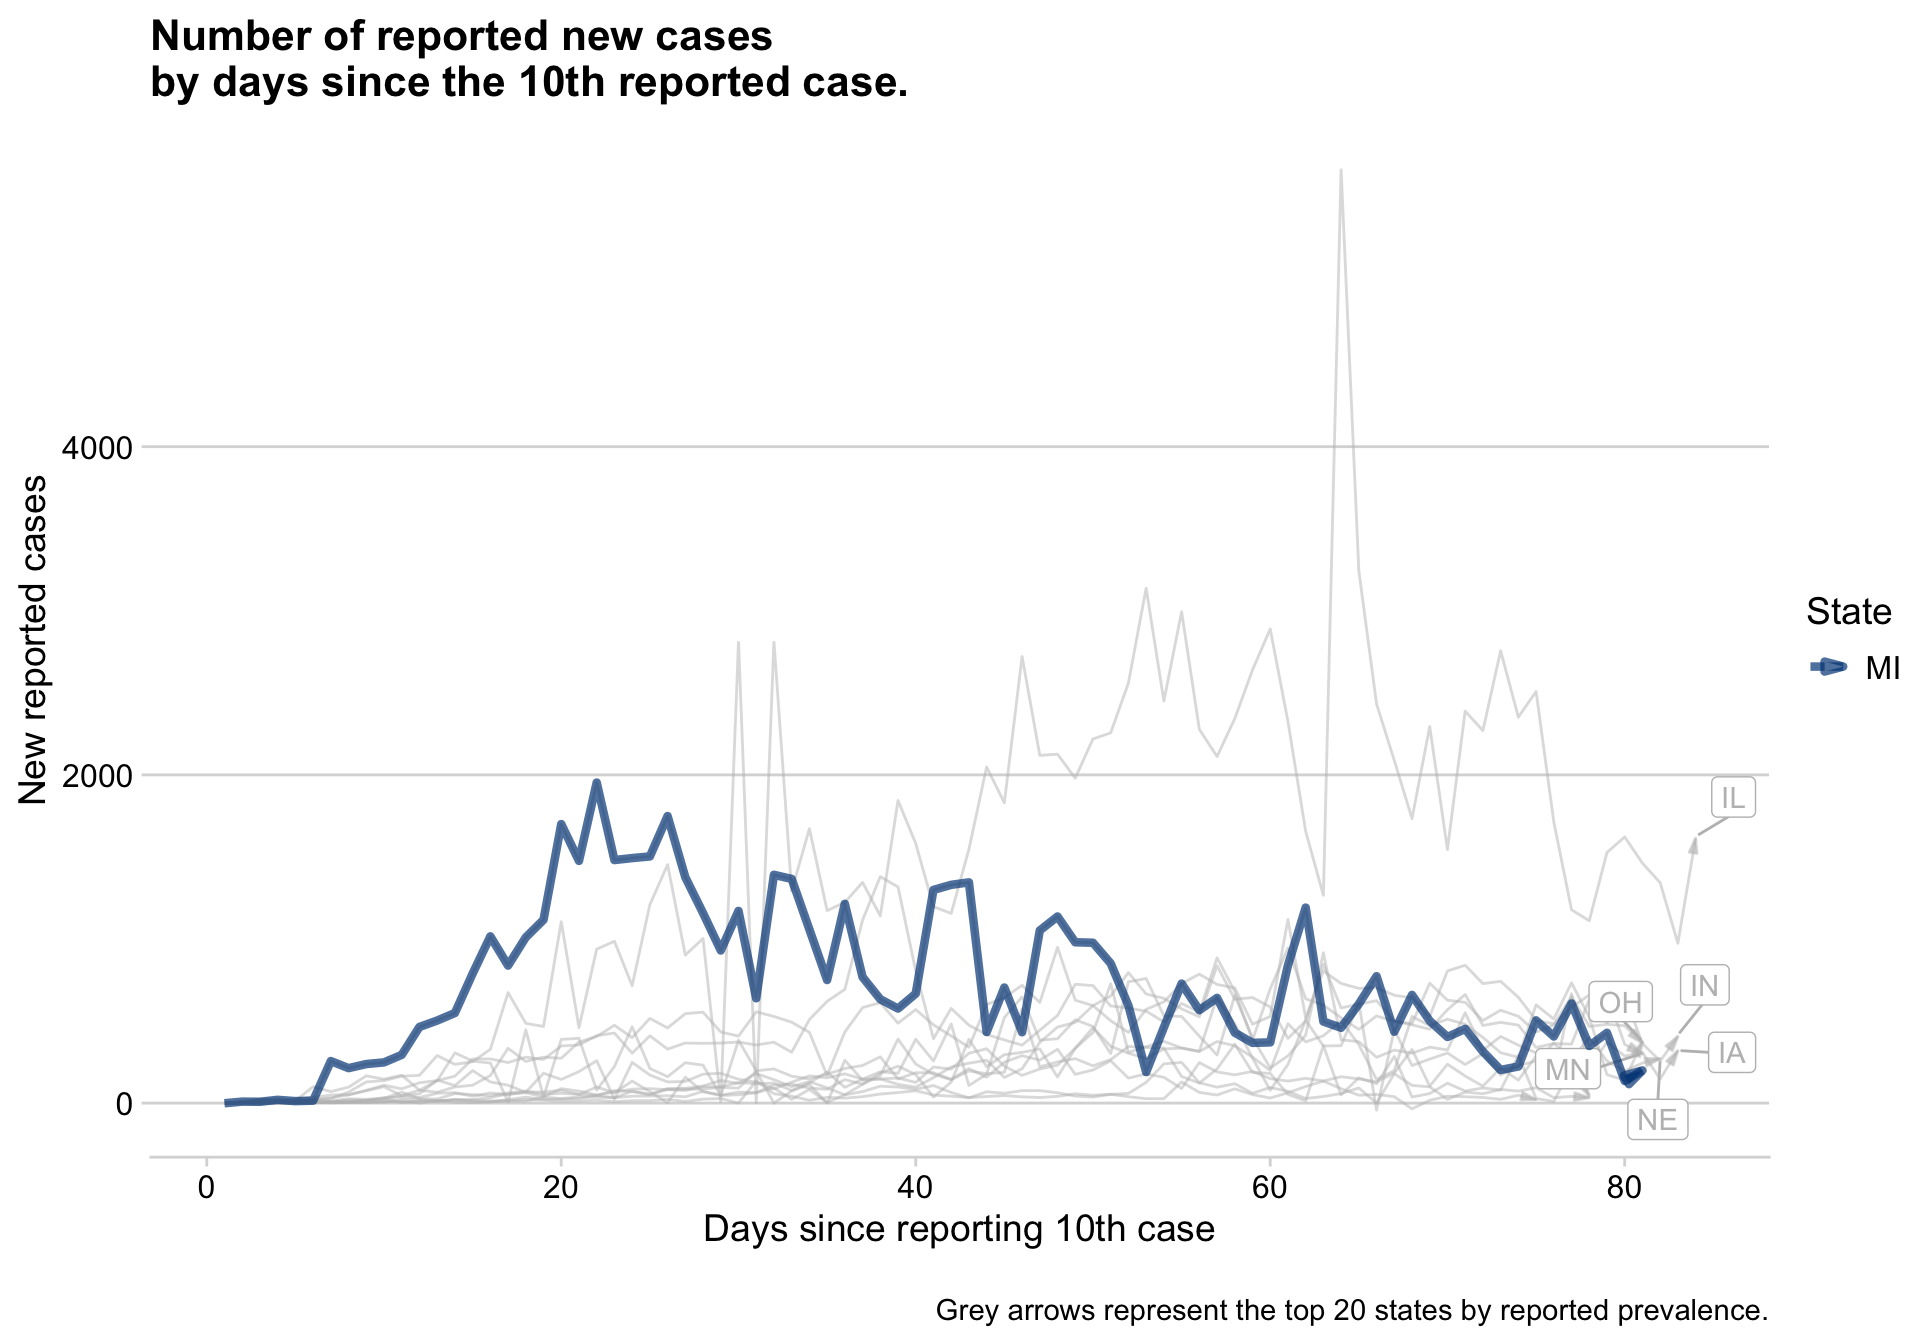 Number of reported new cases
by days since the 10th reported case.
New reported cases
4000
2000
0
0
20
40
60
80
Days since reporting 10th case
IL
IN
OH
IA
MN
NE
State
MI
Grey arrows represent the top 20 states by reported prevalence.